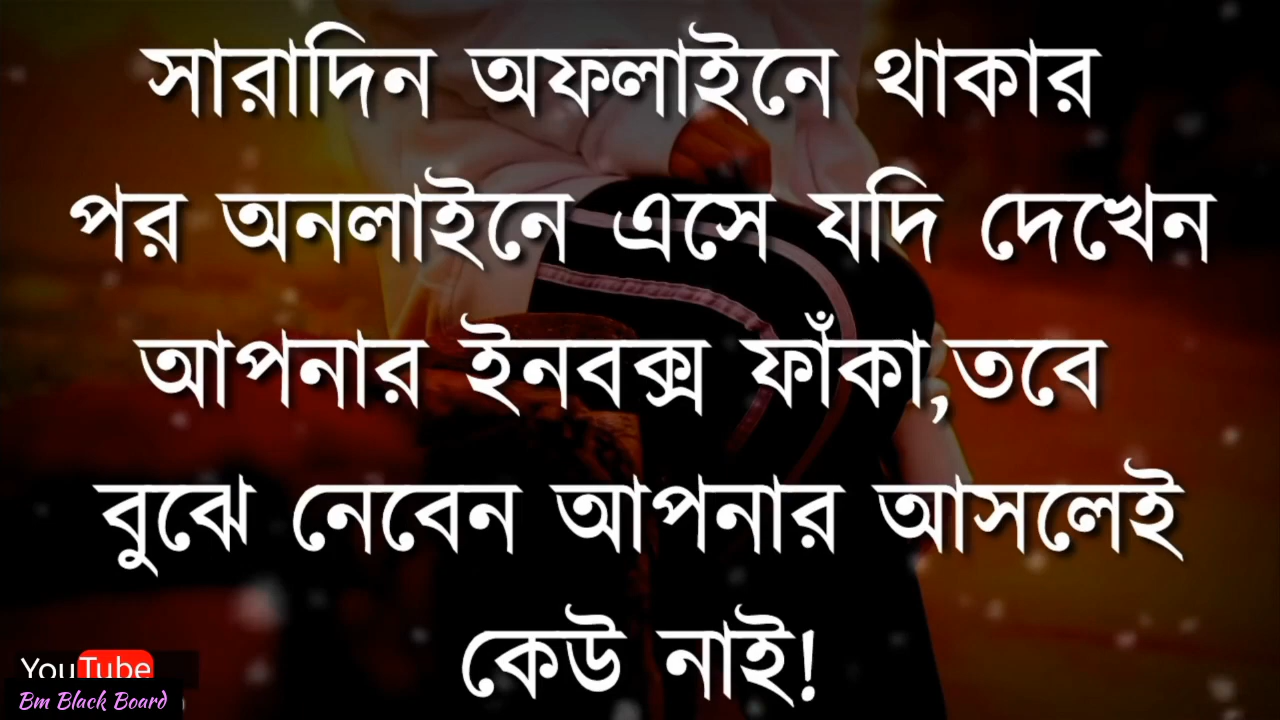 সারাদিন অফলাইনে থাকার
পর অনলাইনে এসে যদি দেখেন
আপনার ইনবক্স ফাঁকা,তবে
বুঝে নেবেন আপনার আসলেই
কেউ নাই!
YouTube
Bm Black Board